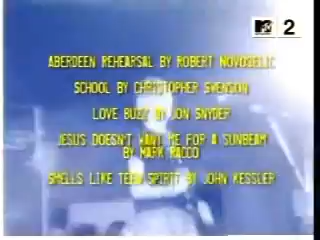 MTV 2
ABERDEEN REHEARSAL BY ROBERT NOVOSELIC
SCHOOL BY CHRISTOPHER SWENSON
LOVE BUZZ BY JON SNYDER
JESUS DOESN'T WANT ME FOR A SUNBEAM
BY MARK RACCO
SMELLS LIKE TEEN SPIRIT BY JOHN KESSLER